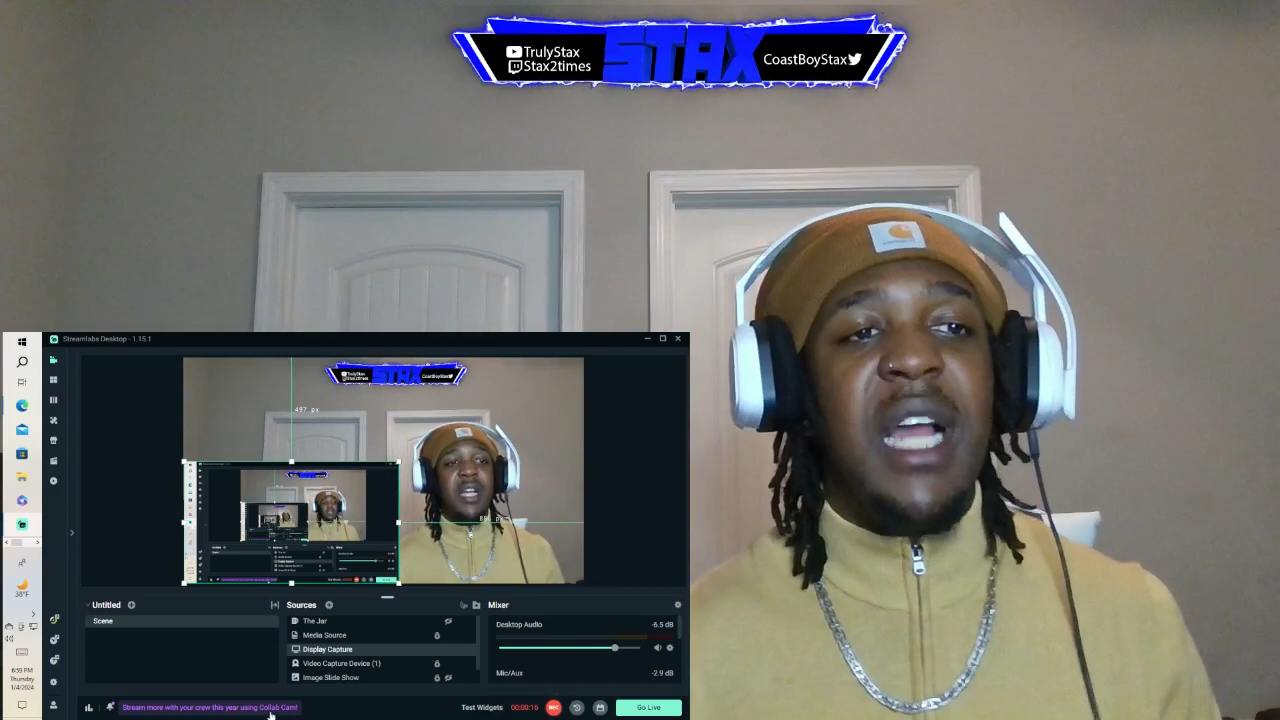 TrulyStax
Stax2times
STAX
CoastBoyStax
Streamlabs Desktop - 1.15.1
497 px
Untitled
Scene
Sources
The Jar
Media Source
Display Capture
Video Capture Device (1)
Image Slide Show
Mixer
Desktop Audio
-6.5 dB
Mic/Aux
-2.9 dB
38°F
6:59 PM
Thursday
1/4/2024
Stream more with your crew this year using Collab Cam!
Test Widgets
00:00:15
REC
Go Live